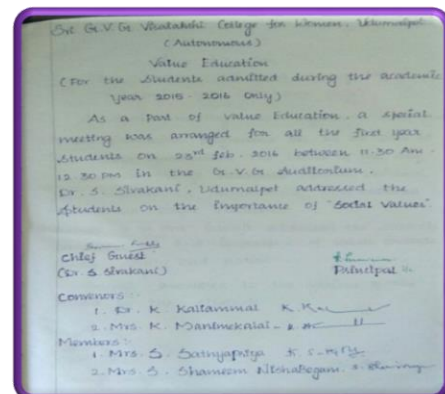 Sri G.V.G Visalakshi College for Women, Udumalpet
(Autonomous)
Value Education
(For the students admitted during the academic
year 2015-2016 only)
As a part of value Education, a special
meeting was arranged for all the first year
students on 23rd feb. 2016 between 11.30 Am -
12.30 pm in the G.V.G Auditorium.
Dr. S. Sivakani, Udumalpet addressed the
students on the importance of "Social values"
Chief Guest
(Dr. S. Sivakani)
Principal
Convenors :-
1. Dr. K. Kaliammal
2. Mrs. K. Manimekalai
Members :-
1. Mrs. S. Sathyapriya
2. Mrs. S. Shameem NishaBegam